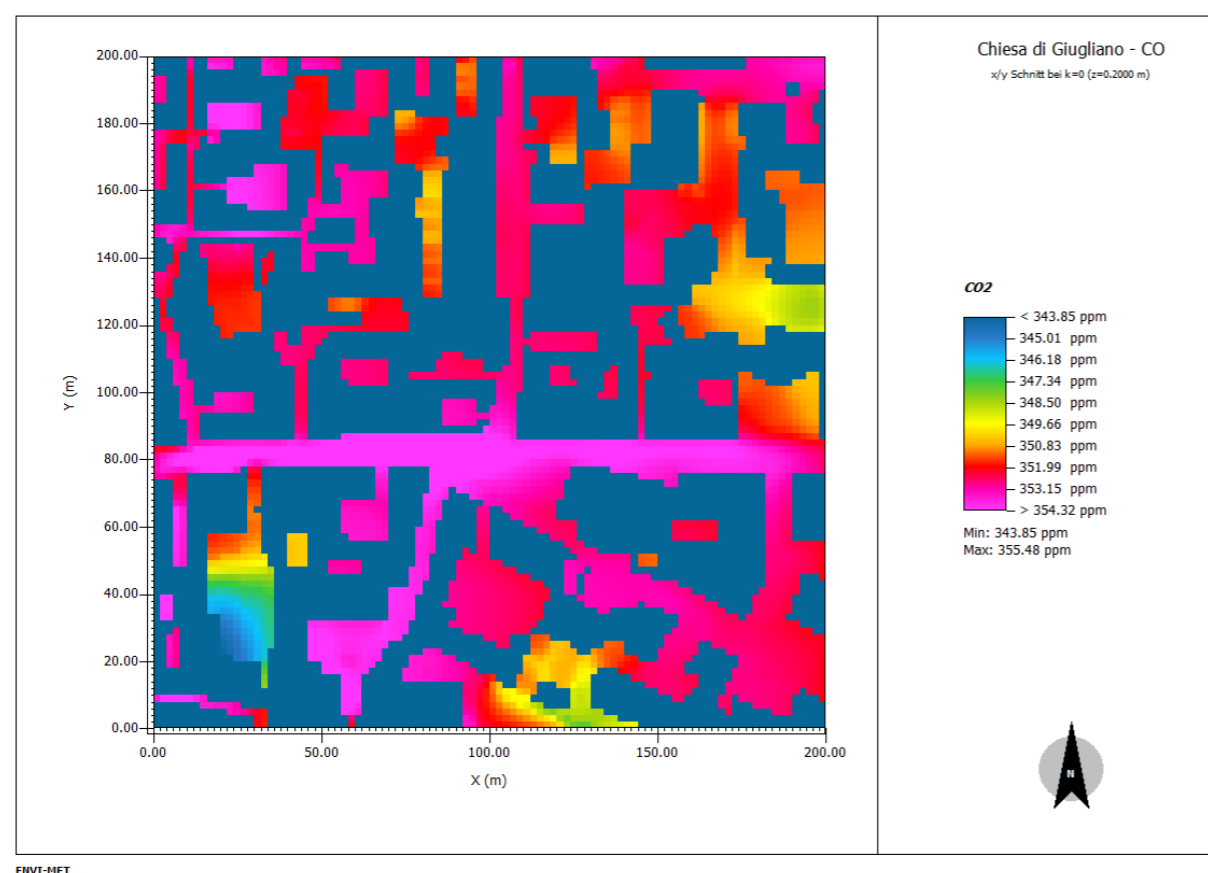 Chiesa di Giugliano - CO
x/y Schnitt bei k=0 (z=0.2000 m)
200.00
180.00
160.00
140.00
120.00
100.00
80.00
60.00
40.00
20.00
0.00
Y (m)
0.00 50.00 100.00 150.00 200.00
X (m)
CO2
< 343.85 ppm
345.01 ppm
346.18 ppm
347.34 ppm
348.50 ppm
349.66 ppm
350.83 ppm
351.99 ppm
353.15 ppm
> 354.32 ppm
Min: 343.85 ppm
Max: 355.48 ppm
N
ENVI-MET